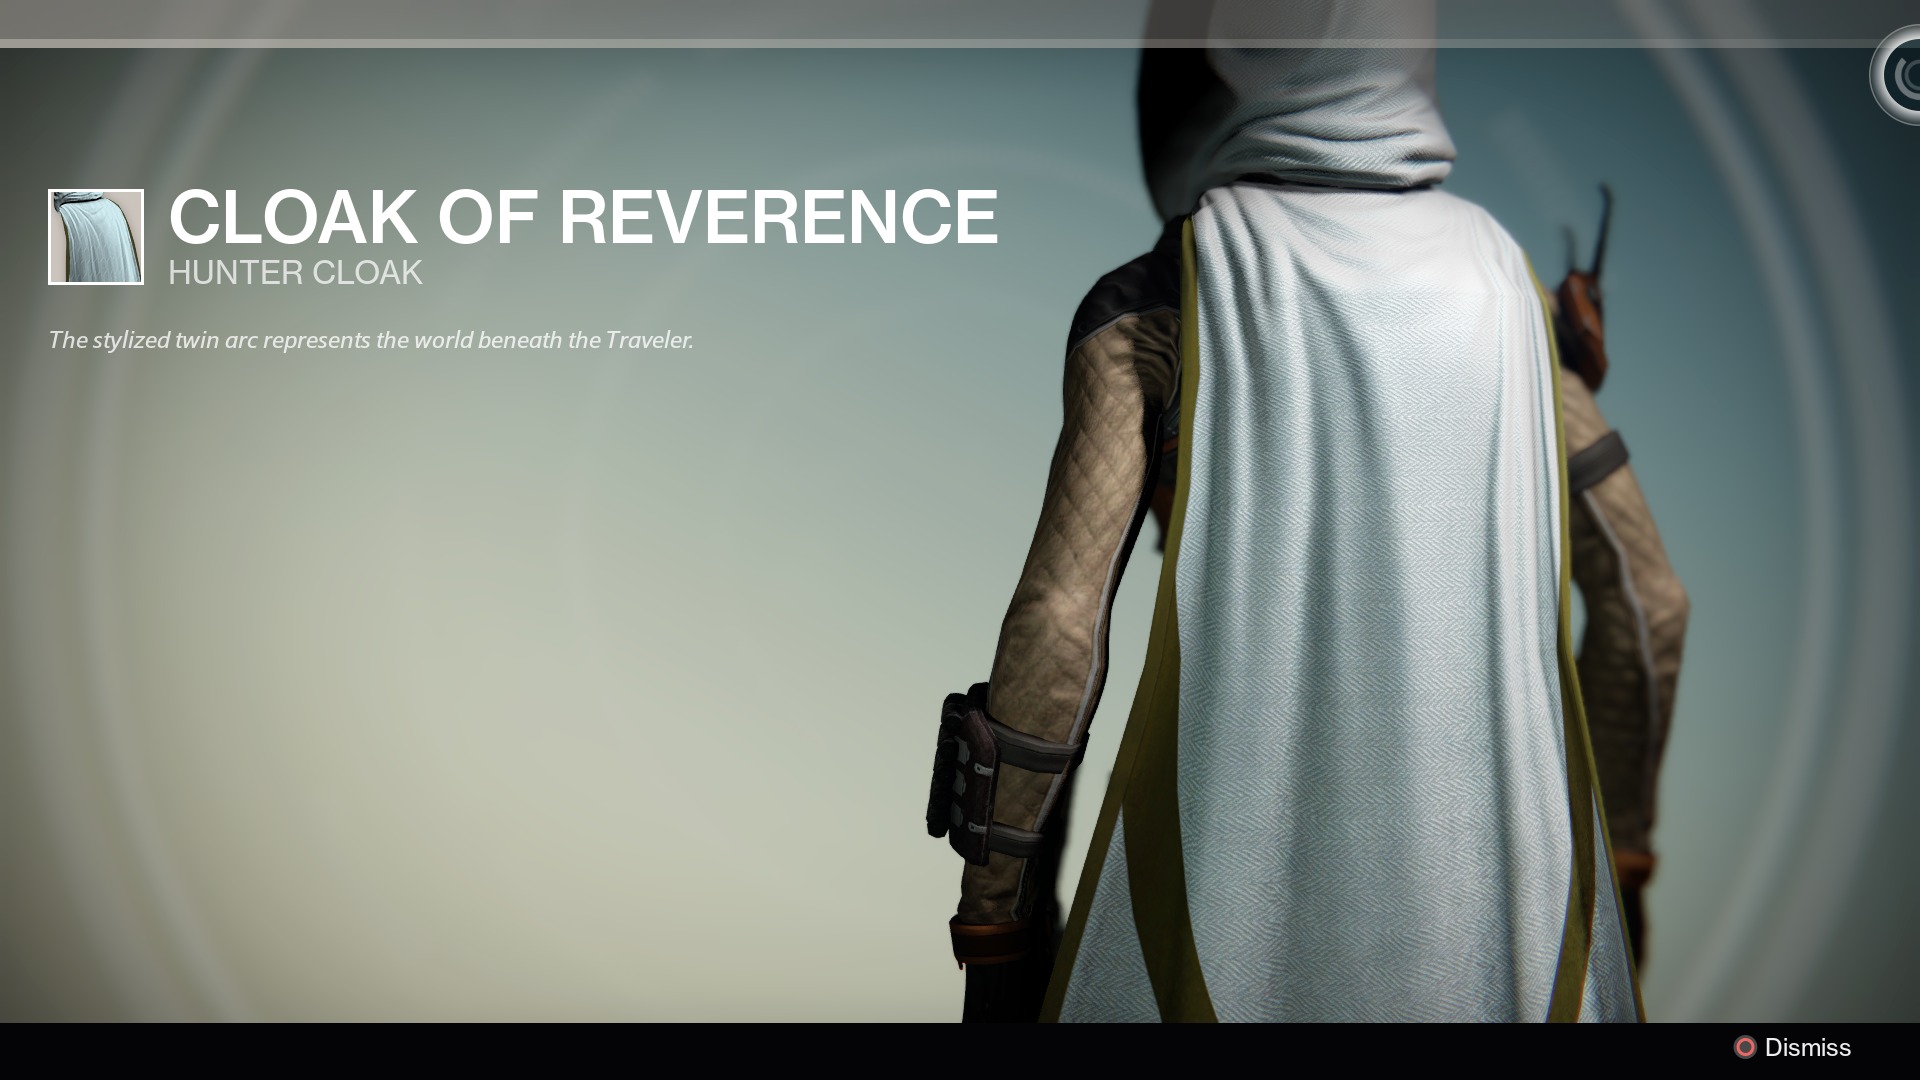 CLOAK OF REVERENCE
HUNTER CLOAK
The stylized twin arc represents the world beneath the Traveler.
Dismiss